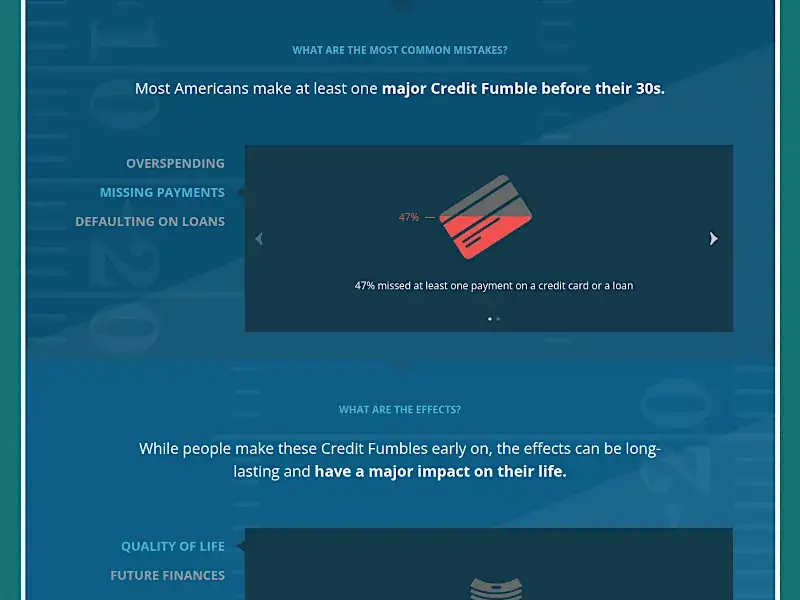 WHAT ARE THE MOST COMMON MISTAKES?
Most Americans make at least one major Credit Fumble before their 30s.
OVERSPENDING
MISSING PAYMENTS
DEFAULTING ON LOANS
47%
47% missed at least one payment on a credit card or a loan
10
20
WHAT ARE THE EFFECTS?
While people make these Credit Fumbles early on, the effects can be long-
lasting and have a major impact on their life.
20
QUALITY OF LIFE
FUTURE FINANCES